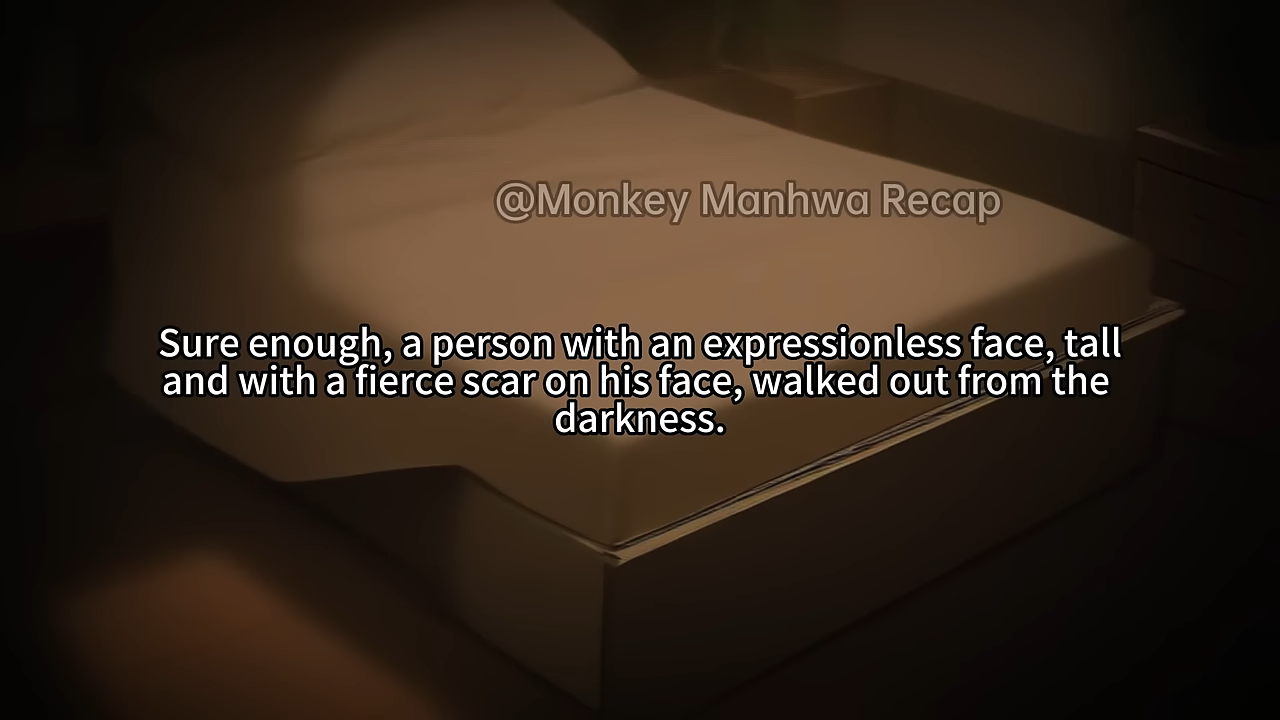 @Monkey Manhwa Recap
Sure enough, a person with an expressionless face, tall
and with a fierce scar on his face, walked out from the
darkness.